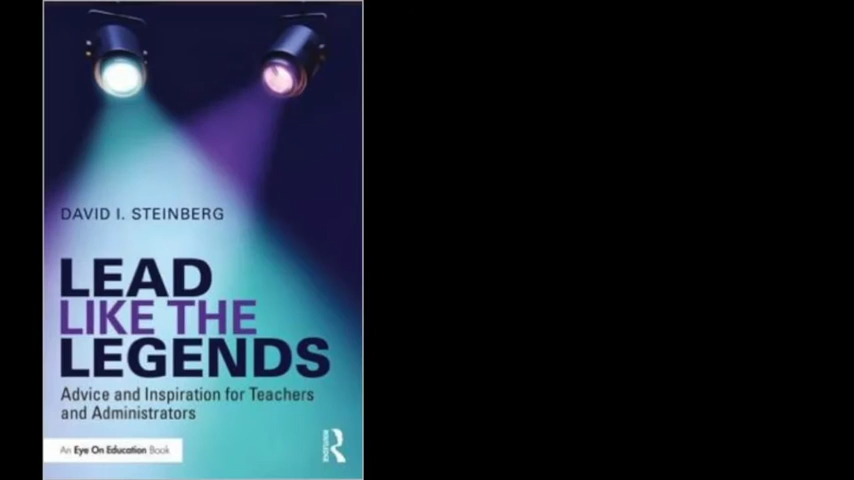 DAVID I. STEINBERG
LEAD
LIKE THE
LEGENDS
Advice and Inspiration for Teachers
and Administrators
An Eye On Education Book